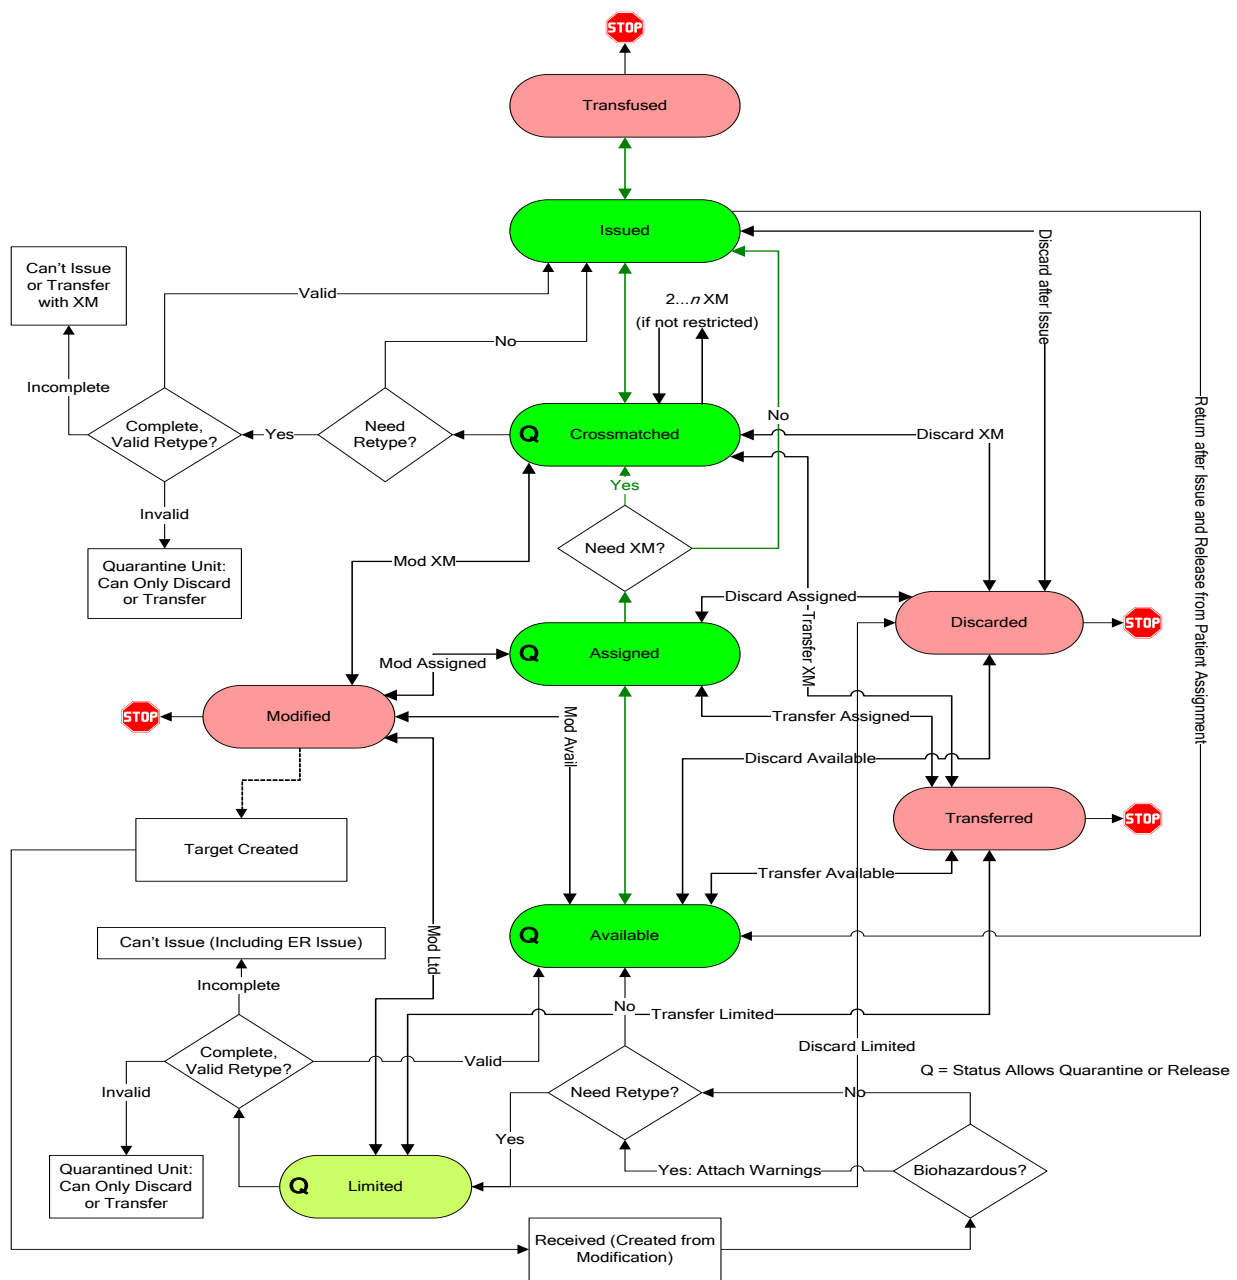 STOP
Transfused
Issued
Discard after Issue
Can't Issue
or Transfer
with XM
Valid
2...n XM
(if not restricted)
No
Incomplete
Return after Issue and Release from Patient Assignment
Complete,
Valid Retype?
Yes
Need
Retype?
Q
Crossmatched
No
Discard XM
Yes
Invalid
Need XM?
Mod XM
Quarantine Unit:
Can Only Discard
or Transfer
Discard Assigned
Transfer XM
Discarded
STOP
Q
Assigned
Mod Assigned
STOP
Modified
Mod Avail
Transfer Assigned
Discard Available
Transferred
STOP
Target Created
Transfer Available
Q
Available
Can't Issue (Including ER Issue)
Mod Ltd
Incomplete
No
Transfer Limited
Complete,
Valid Retype?
Valid
Discard Limited
Q = Status Allows Quarantine or Release
Invalid
Need Retype?
No
Yes
Quarantined Unit:
Can Only Discard
or Transfer
Q
Limited
Yes: Attach Warnings
Biohazardous?
Received (Created from
Modification)